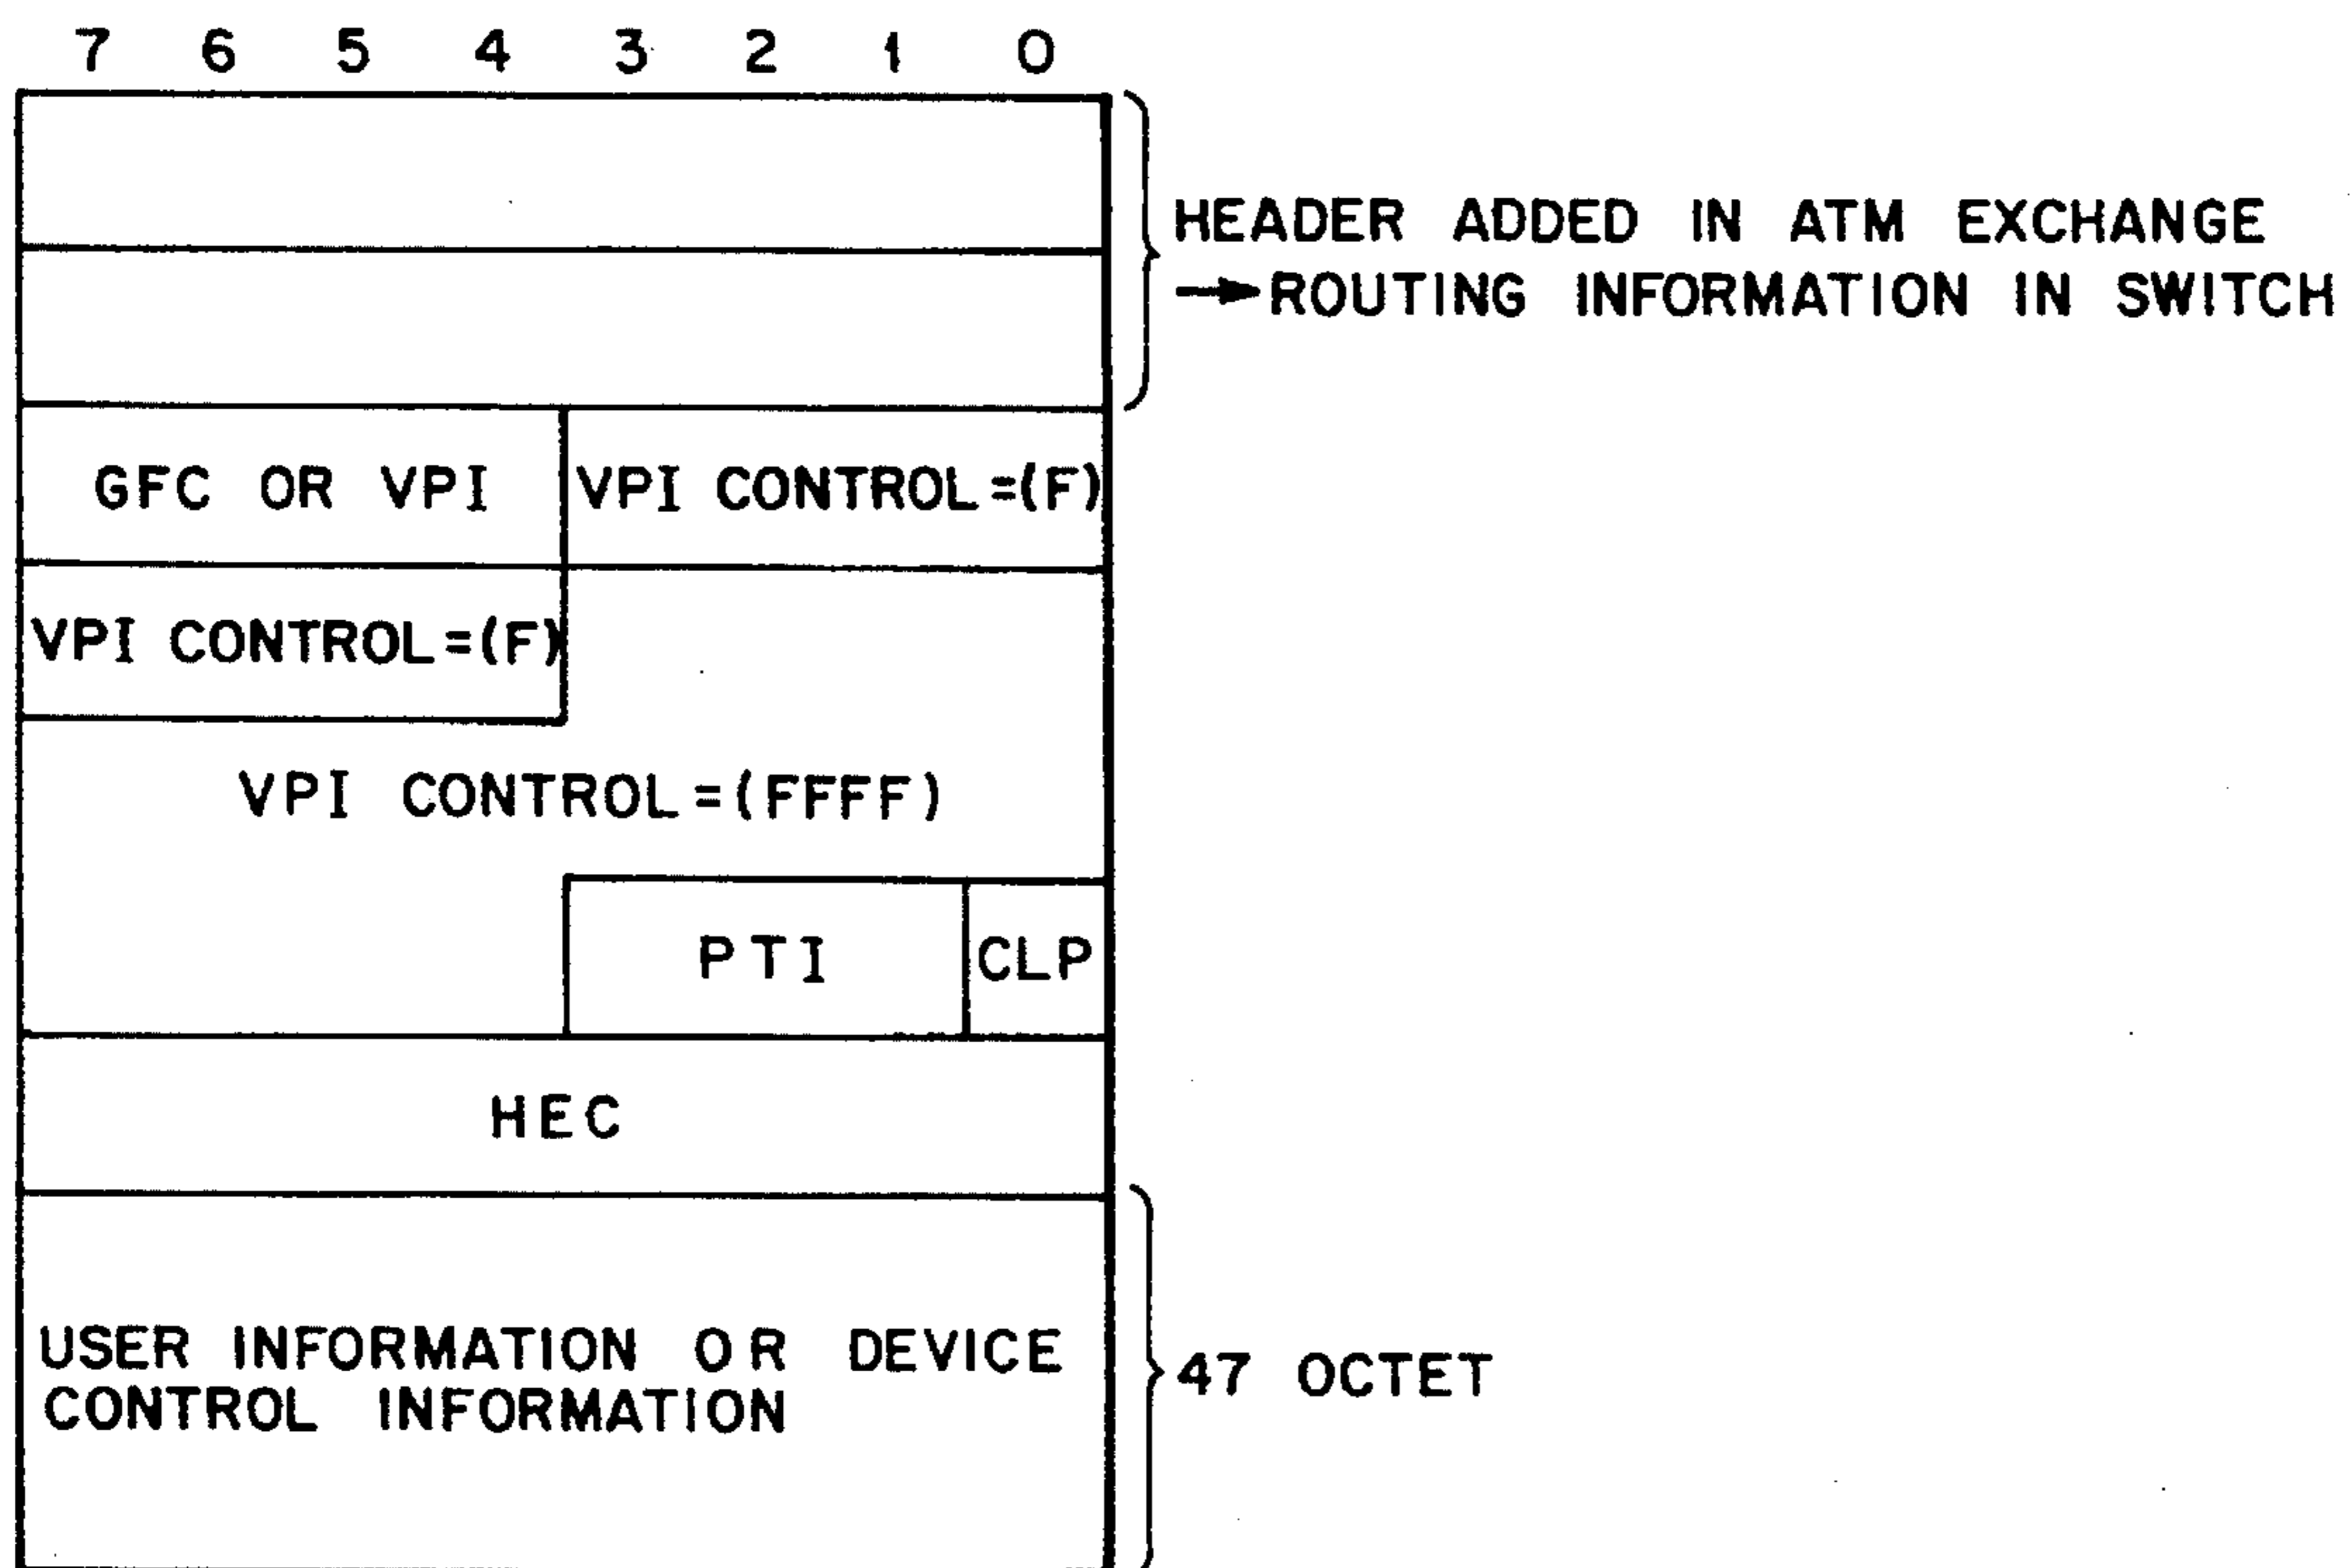 7 6 5 4 3 2 1 0
HEADER ADDED IN ATM EXCHANGE
→ROUTING INFORMATION IN SWITCH
GFC OR VPI
VPI CONTROL=(F)
VPI CONTROL=(F)
VPI CONTROL=(FFFF)
PTI
CLP
HEC
USER INFORMATION OR DEVICE
CONTROL INFORMATION
47 OCTET